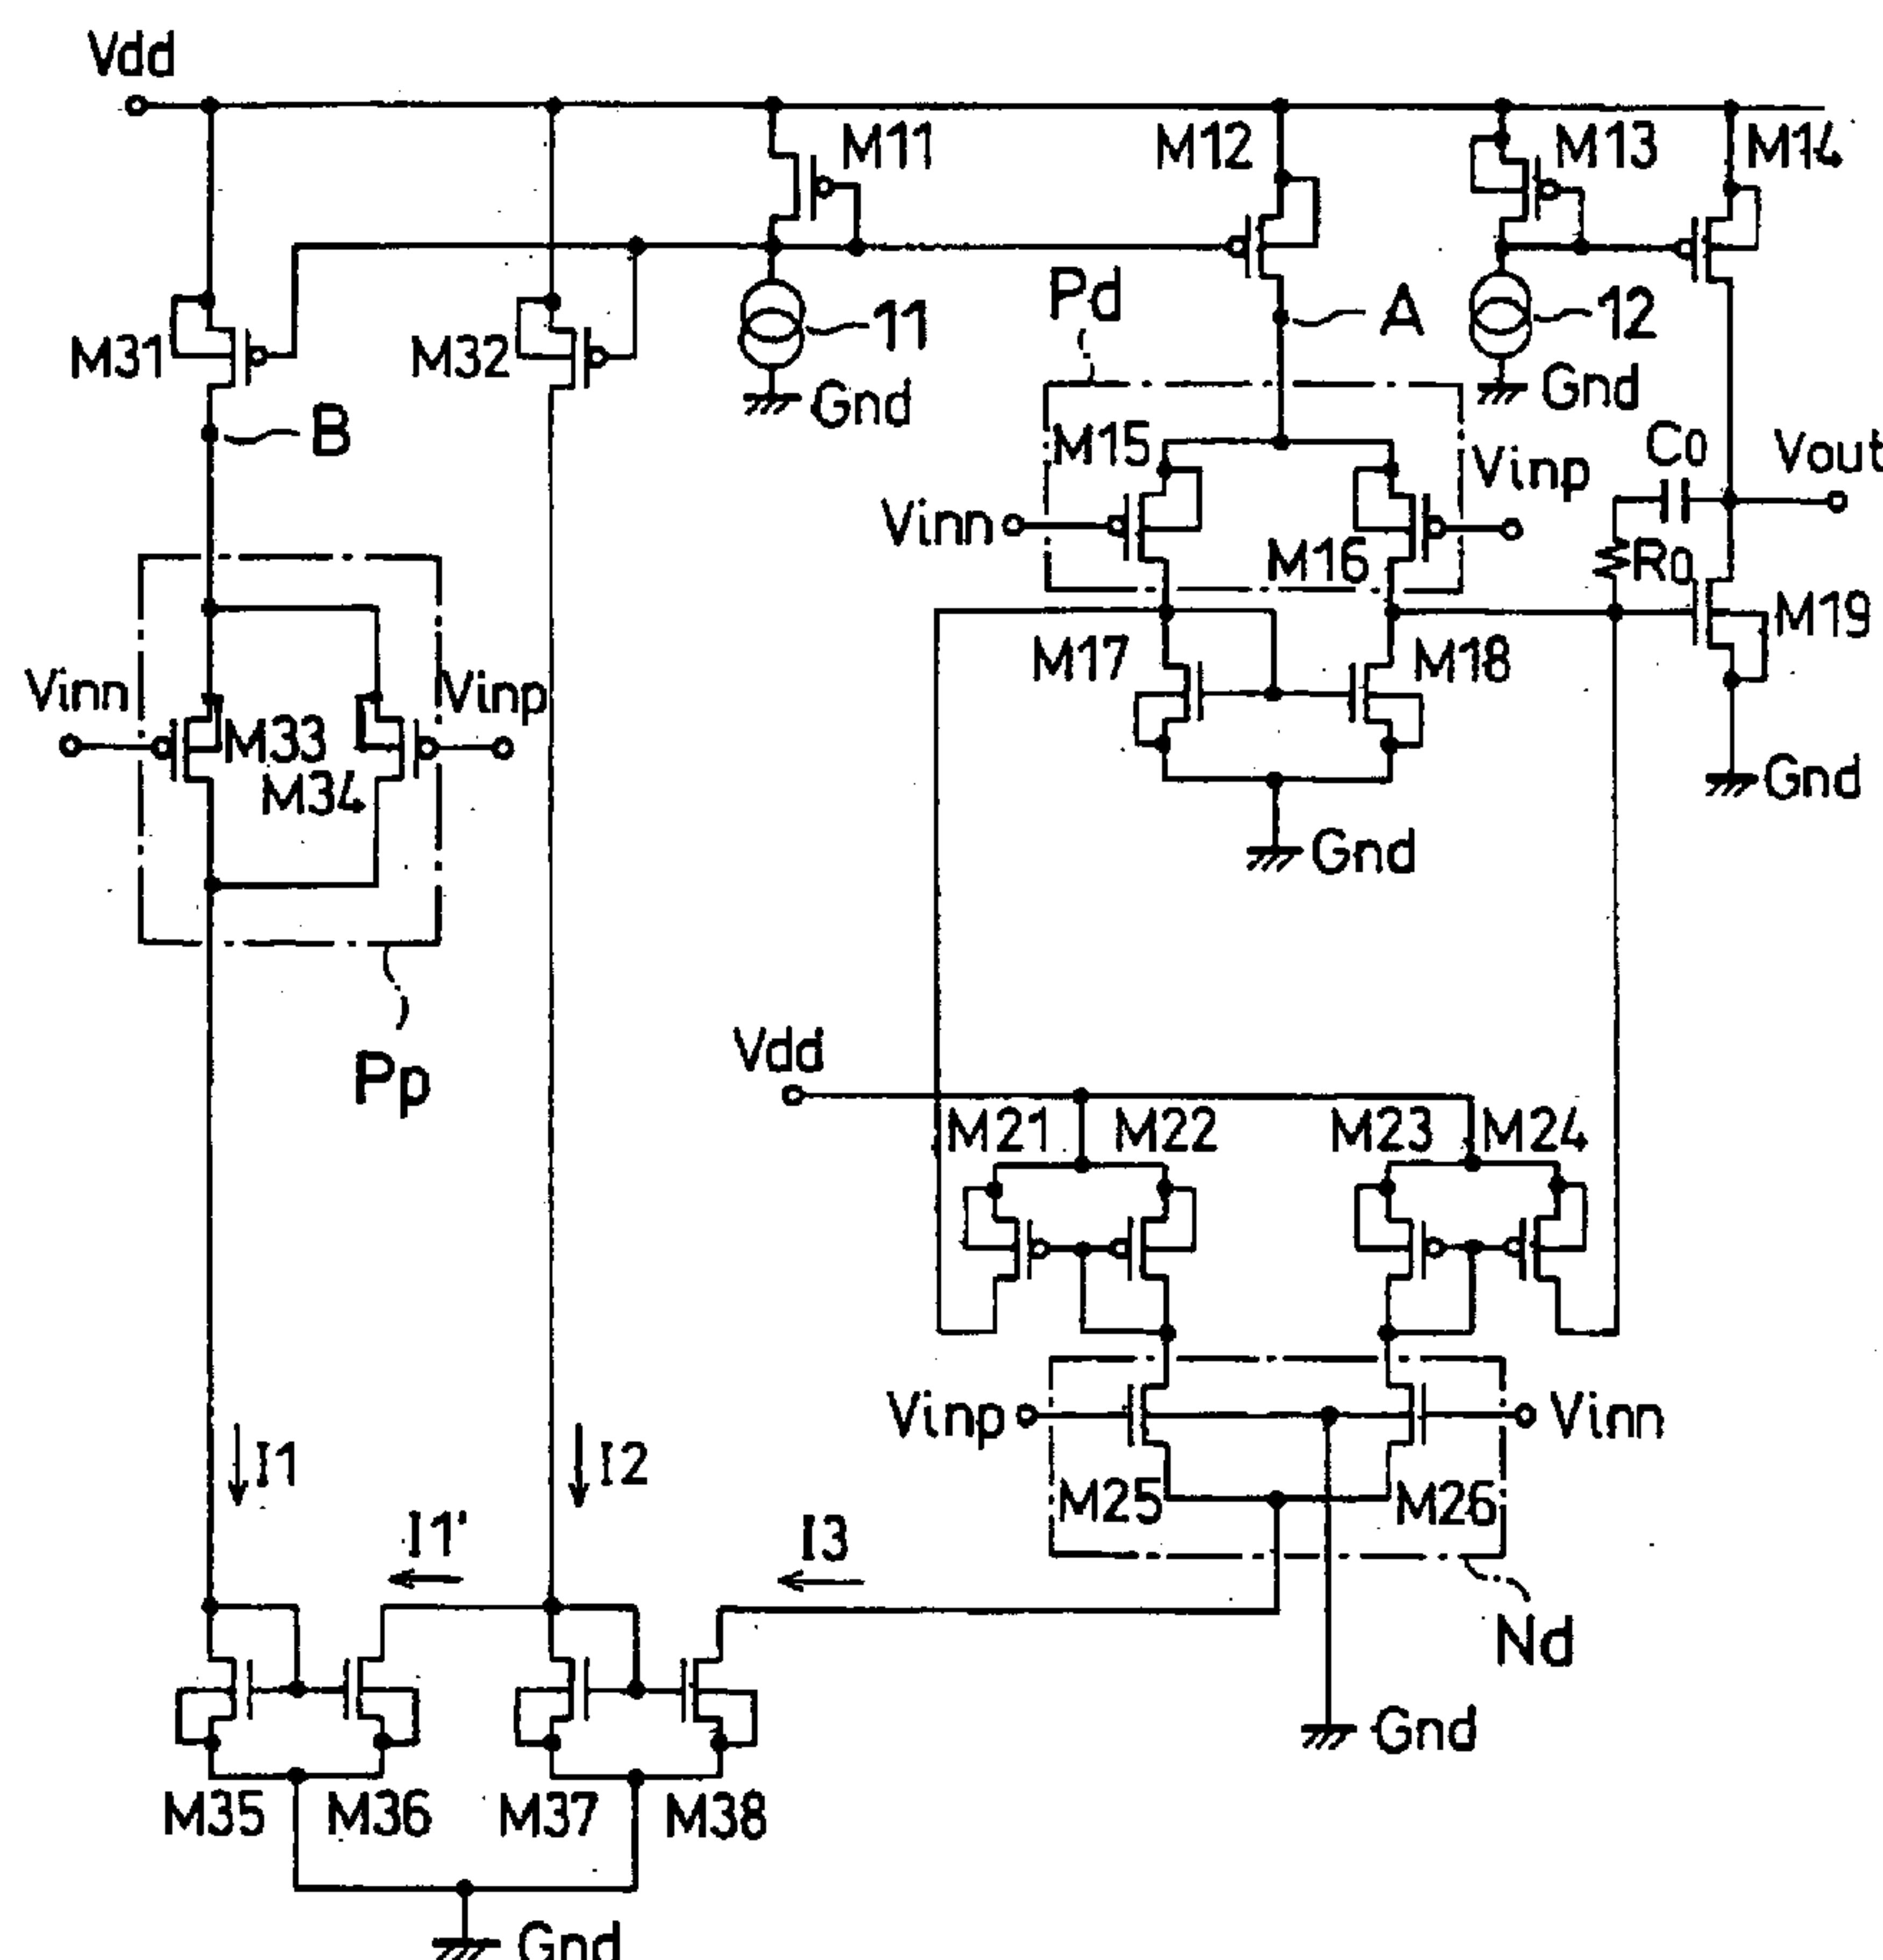 Vdd
M11
M12
M13
M14
Pd
A
M31
M32
11
12
Gnd
Gnd
B
M15
Vinp
C0
Vout
Vinn
M16
R0
M19
M17
M18
Vinn
Vinp
M33
M34
Gnd
Gnd
Pp
Vdd
M21
M22
M23
M24
Vinp
Vinn
I1
I2
M25
M26
I1'
I3
Nd
Gnd
M35
M36
M37
M38
Gnd